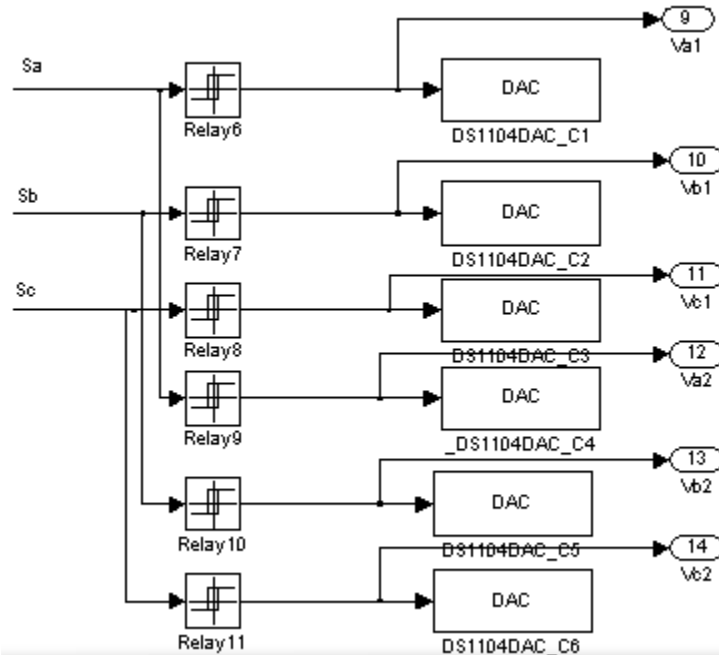 9
Va1
Sa
DAC
Relay6
DS1104DAC_C1
10
Vb1
Sb
DAC
Relay7
DS1104DAC_C2
11
Vc1
Sc
DAC
Relay8
DS1104DAC_C3
12
Va2
DAC
Relay9
_DS1104DAC_C4
13
Vb2
DAC
Relay10
DS1104DAC_C5
14
Vc2
DAC
Relay11
DS1104DAC_C6